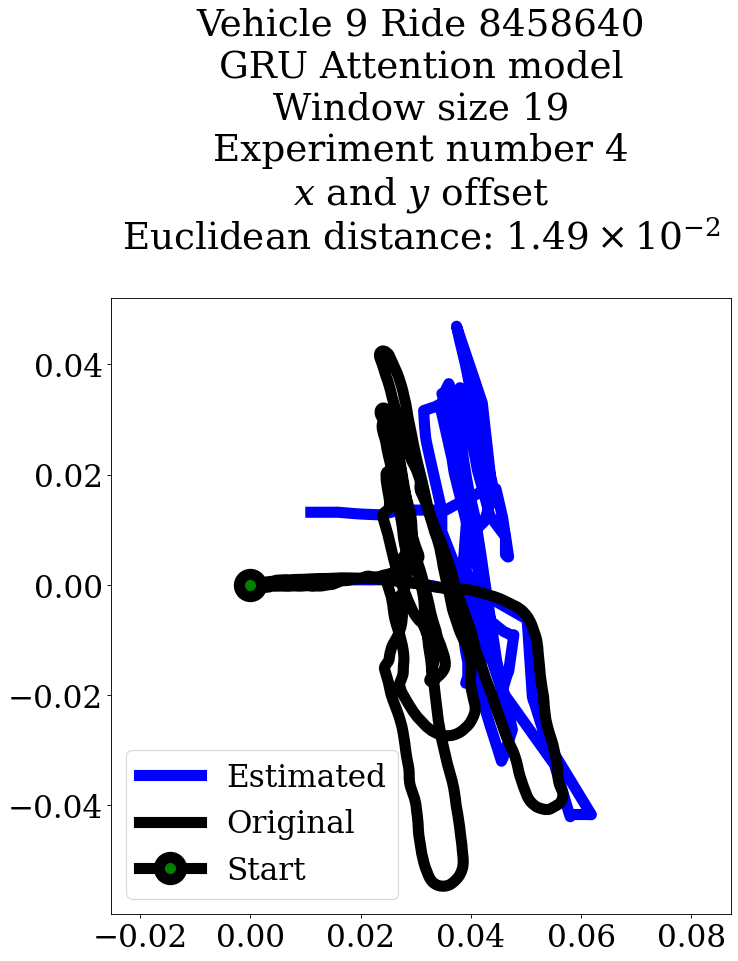 Vehicle 9 Ride 8458640
GRU Attention model
Window size 19
Experiment number 4
x and y offset
Euclidean distance: 1.49 × 10⁻²
0.04
0.02
0.00
−0.02
−0.04
Estimated
Original
Start
−0.02 0.00 0.02 0.04 0.06 0.08